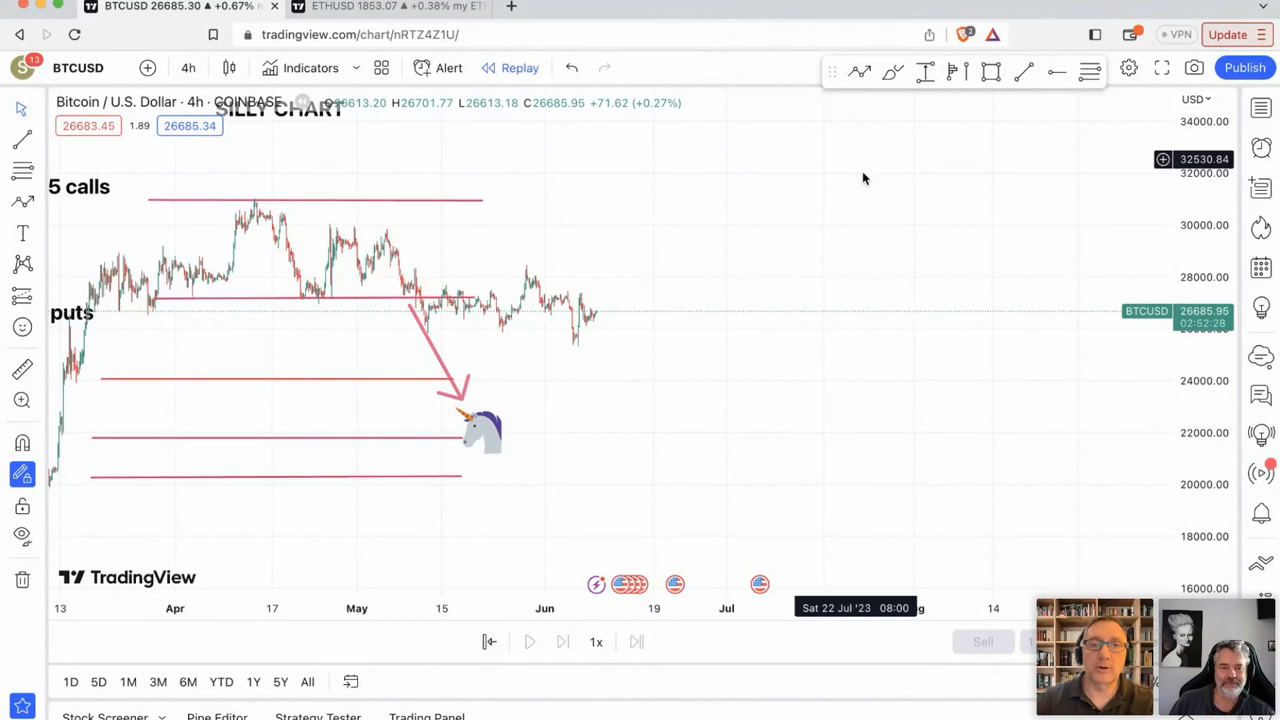 BTCUSD 26685.30 ▲ +0.67% my
ETHUSD 1853.07 ▲ +0.38% my ET
tradingview.com/chart/nRTZ4Z1U/
2
VPN
Update
S
13
BTCUSD
4h
Indicators
Alert
Replay
Publish
Bitcoin / U.S. Dollar · 4h · COINBASE O26613.20 H26701.77 L26613.18 C26685.95 +71.62 (+0.27%)
SILLY CHART
26683.45 1.89 26685.34
USD
34000.00
32530.84
32000.00
30000.00
28000.00
BTCUSD 26685.95
02:52:28
24000.00
22000.00
20000.00
18000.00
16000.00
5 calls
puts
TradingView
13 Apr 17 May 15 Jun 19 Jul Sat 22 Jul '23 08:00 14
1x
Sell
1D 5D 1M 3M 6M YTD 1Y 5Y All
Stock Screener Pine Editor Strategy Tester Trading Panel